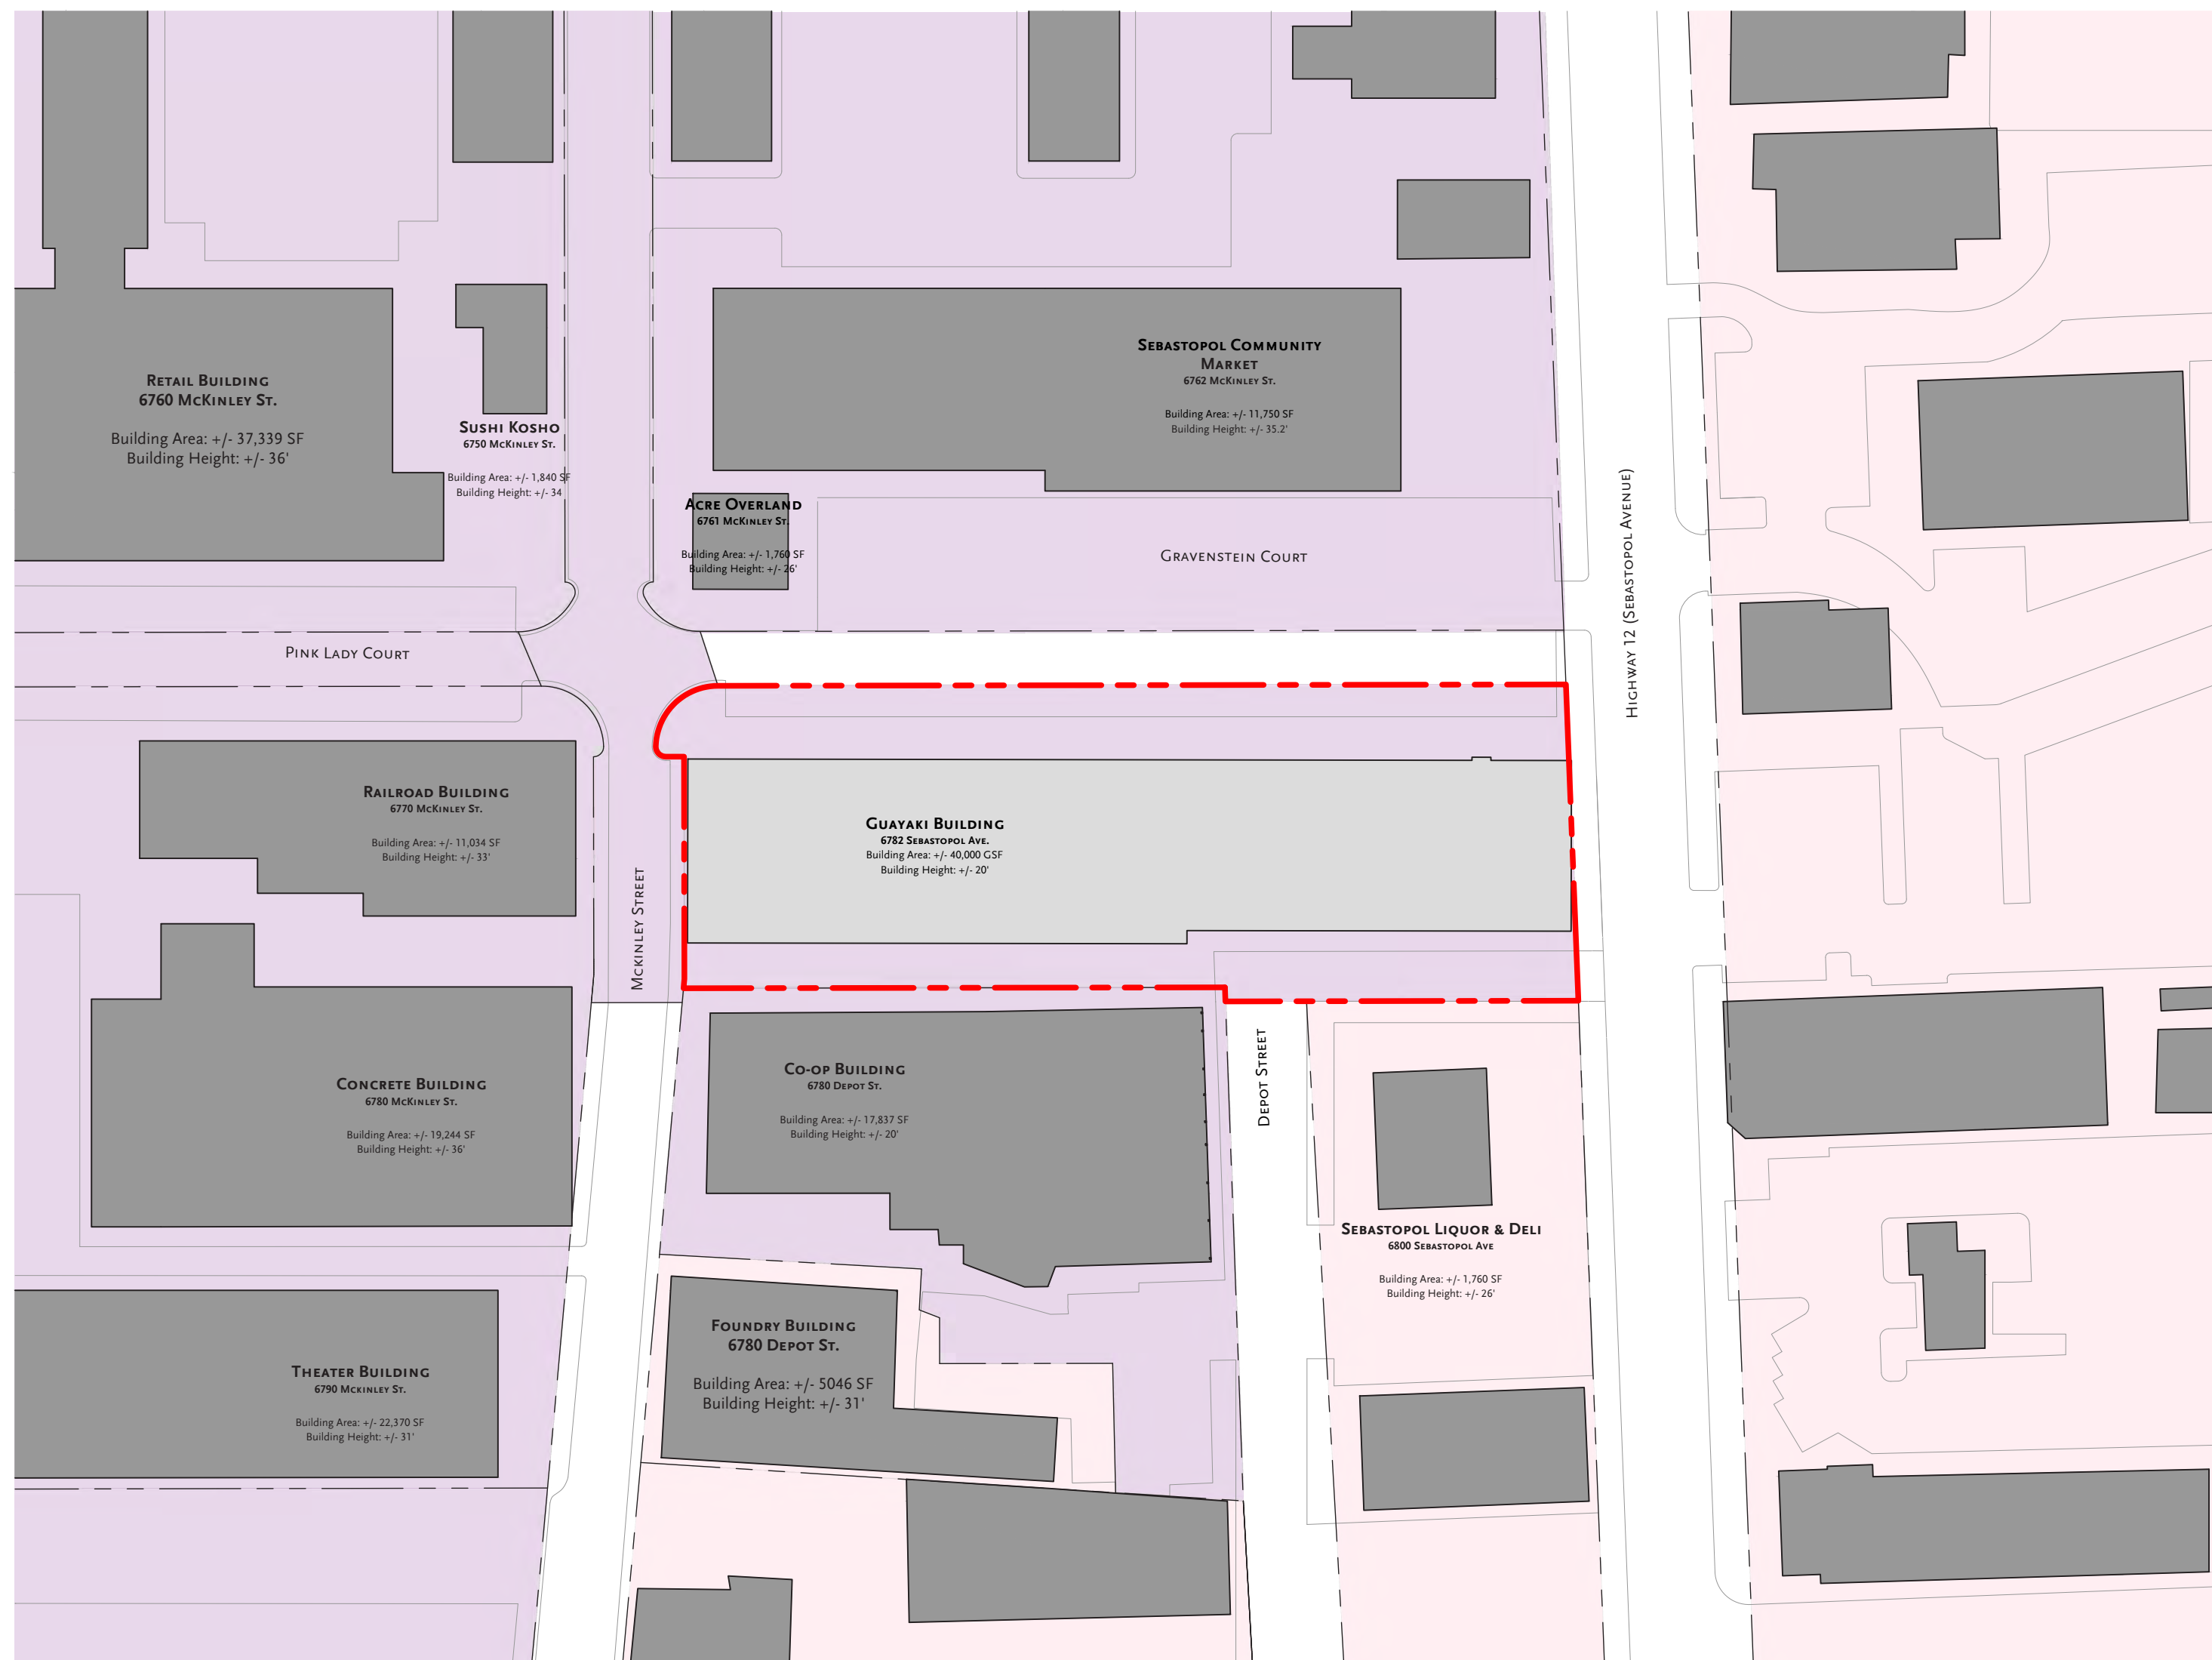 Sebastopol Community
Market
6762 McKinley St.
Building Area: +/- 11,750 SF
Building Height: +/- 35.2'
Retail Building
6760 McKinley St.
Building Area: +/- 37,339 SF
Building Height: +/- 36'
Sushi Kosho
6750 McKinley St.
Building Area: +/- 1,840 SF
Building Height: +/- 34
Acre Overland
6761 McKinley St.
Building Area: +/- 1,760 SF
Building Height: +/- 26'
Gravenstein Court
Highway 12 (Sebastopol Avenue)
Pink Lady Court
Railroad Building
6770 McKinley St.
Building Area: +/- 11,034 SF
Building Height: +/- 33'
Guayaki Building
6782 Sebastopol Ave.
Building Area: +/- 40,000 GSF
Building Height: +/- 20'
McKinley Street
Concrete Building
6780 McKinley St.
Building Area: +/- 19,244 SF
Building Height: +/- 36'
Co-op Building
6780 Depot St.
Building Area: +/- 17,837 SF
Building Height: +/- 20'
Depot Street
Sebastopol Liquor & Deli
6800 Sebastopol Ave
Building Area: +/- 1,760 SF
Building Height: +/- 26'
Foundry Building
6780 Depot St.
Building Area: +/- 5046 SF
Building Height: +/- 31'
Theater Building
6790 Mckinley St.
Building Area: +/- 22,370 SF
Building Height: +/- 31'